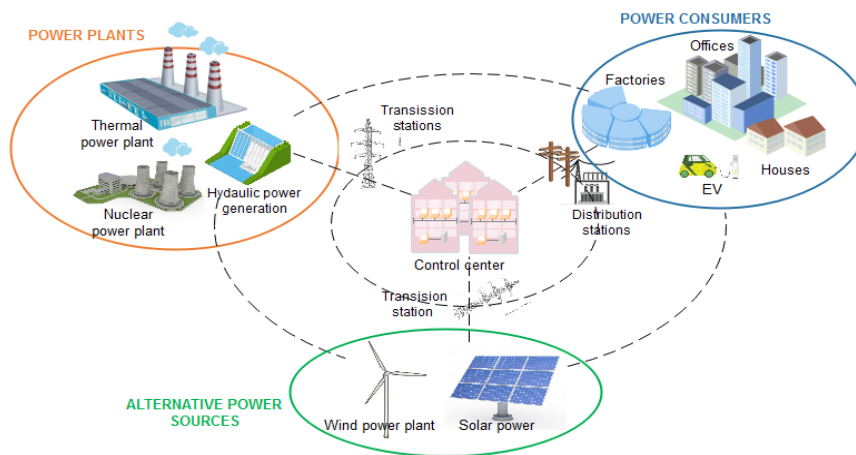 POWER PLANTS
Thermal
power plant
Nuclear
power plant
Hydaulic power
generation
Transission
stations
POWER CONSUMERS
Offices
Factories
Houses
EV
Distribution
stations
Control center
Transision
station
ALTERNATIVE POWER
SOURCES
Wind power plant
Solar power